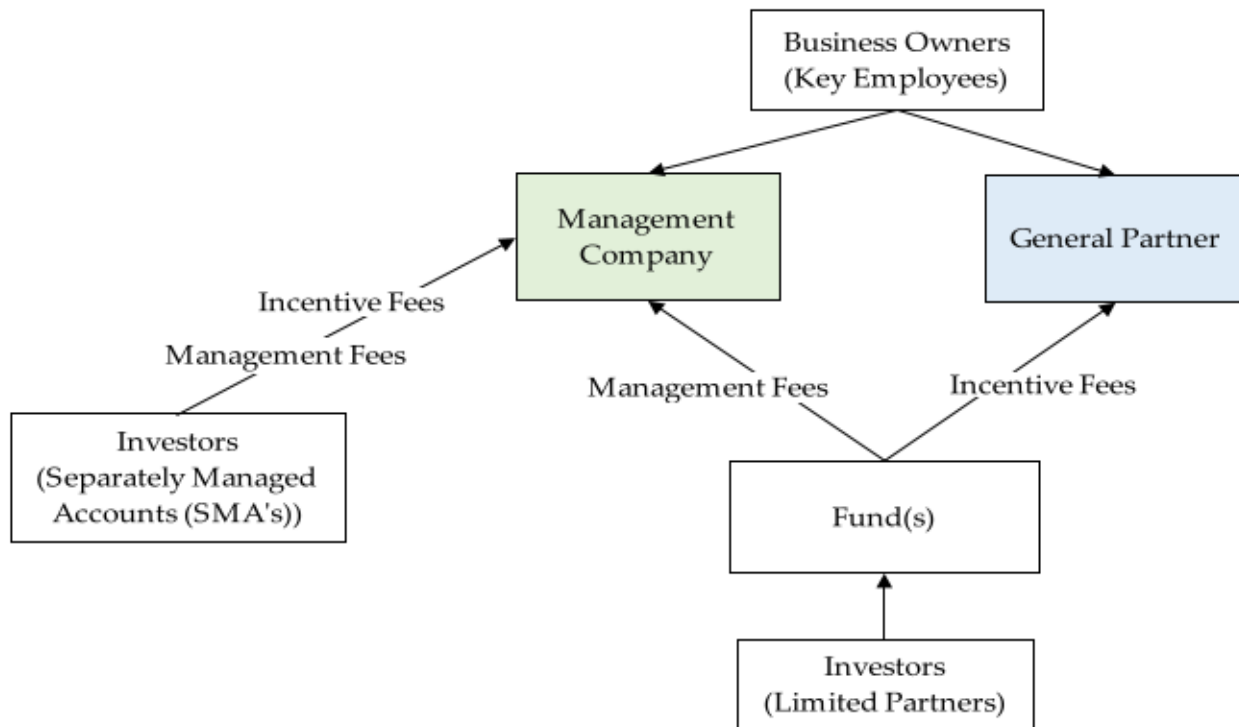 Business Owners
(Key Employees)
Management
Company
General Partner
Incentive Fees
Management Fees
Management Fees
Incentive Fees
Investors
(Separately Managed
Accounts (SMA's))
Fund(s)
Investors
(Limited Partners)